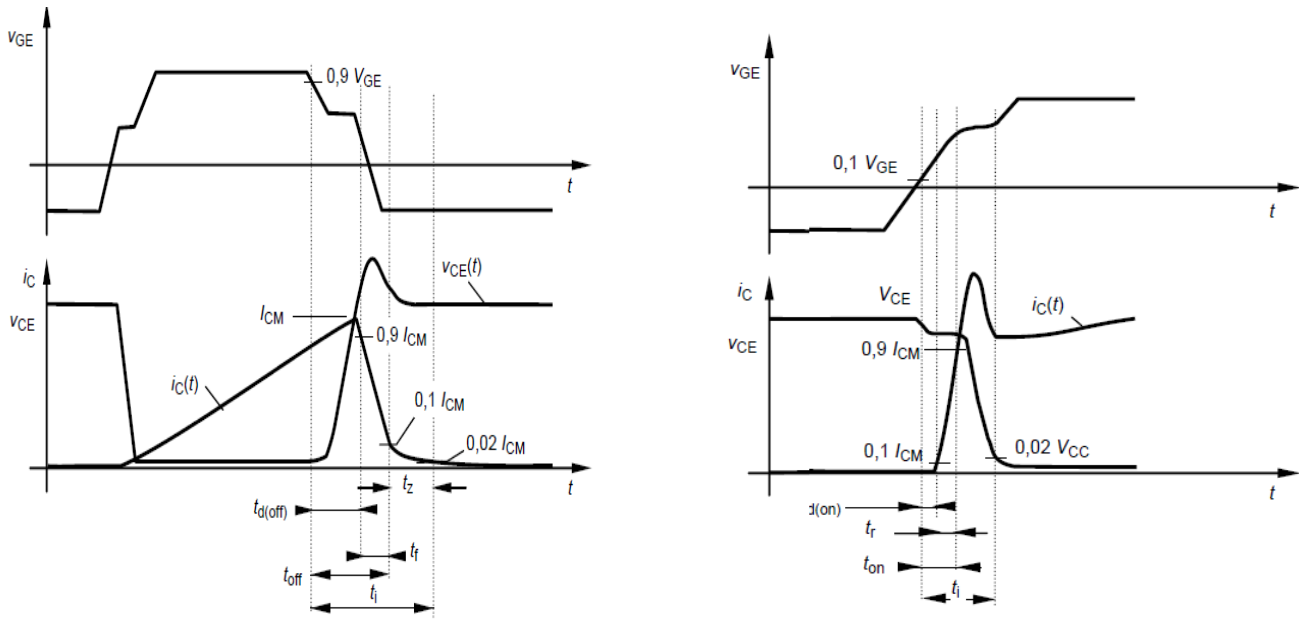 vGE
0,9 VGE
t
iC
vCE
vCE(t)
ICM
0,9 ICM
iC(t)
0,1 ICM
0,02 ICM
t
tz
td(off)
tf
toff
ti
vGE
0,1 VGE
t
iC
vCE
VCE
iC(t)
0,9 ICM
0,1 ICM
0,02 VCC
t
d(on)
tr
ton
ti